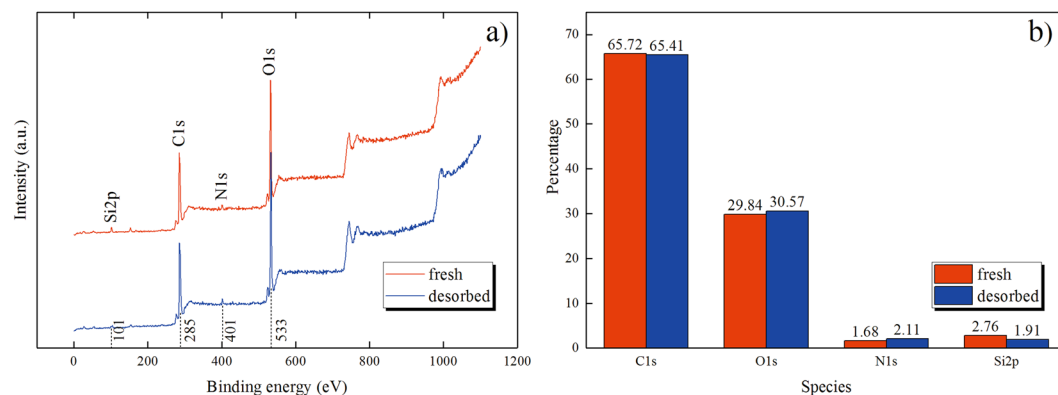 a)
O1s
C1s
N1s
Si2p
Intensity (a.u.)
fresh
desorbed
101
285
401
533
0
200
400
600
800
1000
1200
Binding energy (eV)
b)
70
60
50
40
30
20
10
0
Percentage
65.72
65.41
29.84
30.57
1.68
2.11
2.76
1.91
fresh
desorbed
C1s
O1s
N1s
Si2p
Species